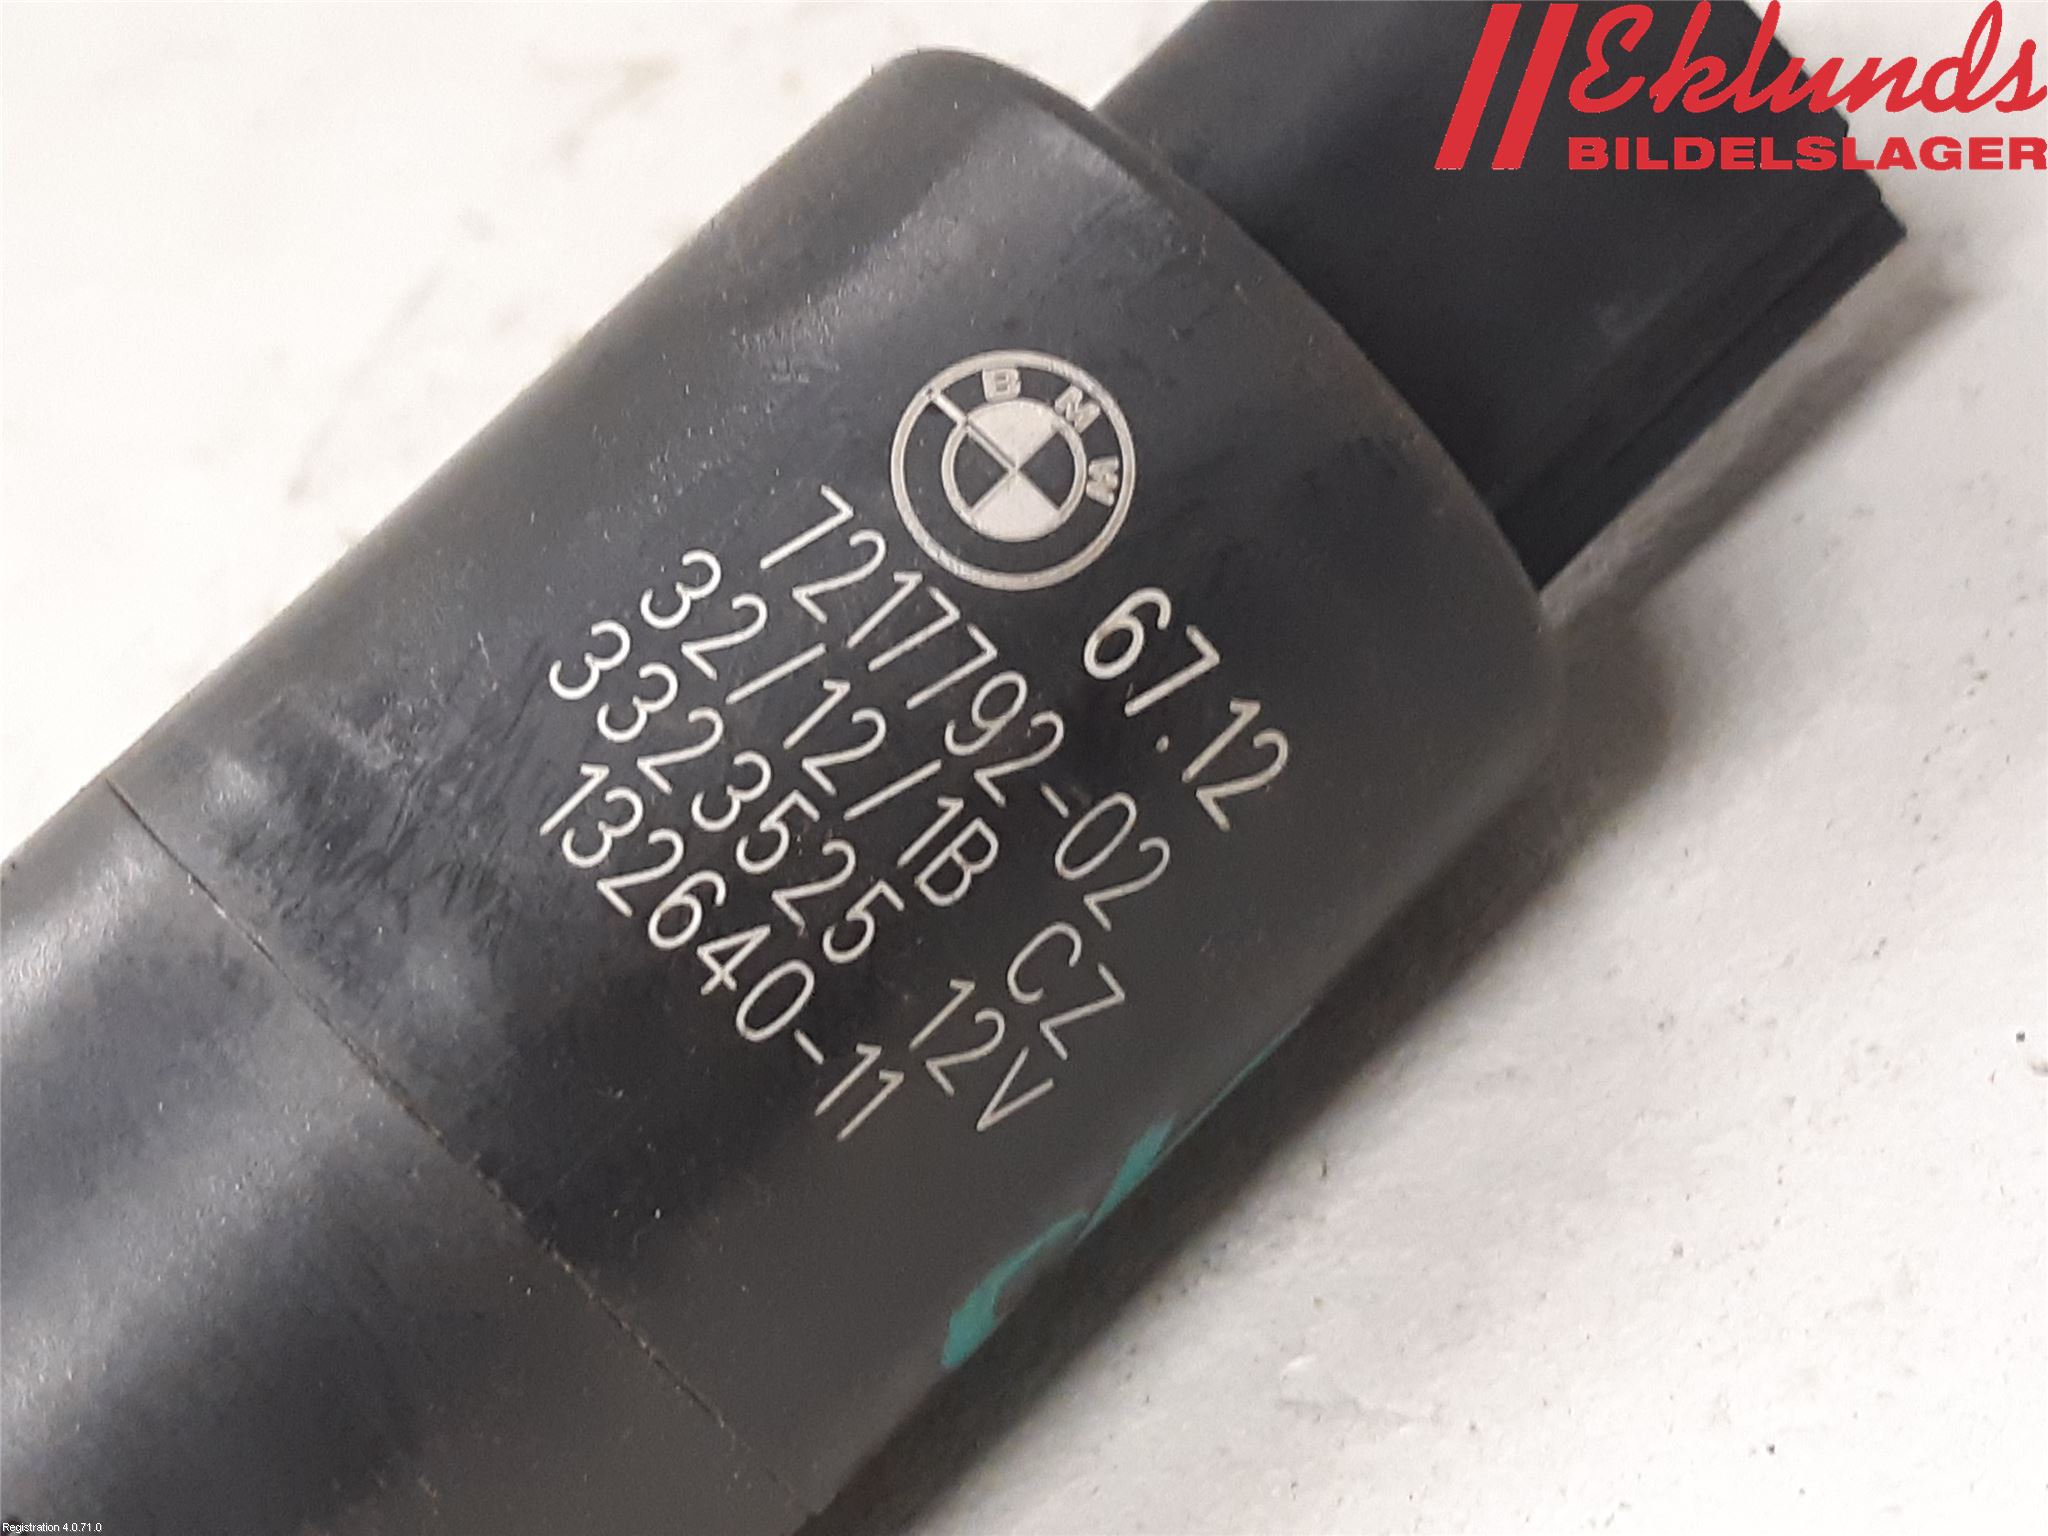 Eklunds
BILDELSLAGER
BMW
67.12
7217792-02
32/12/1B CZ
3323525 12V
132640-11
Registration 4.0.71.0